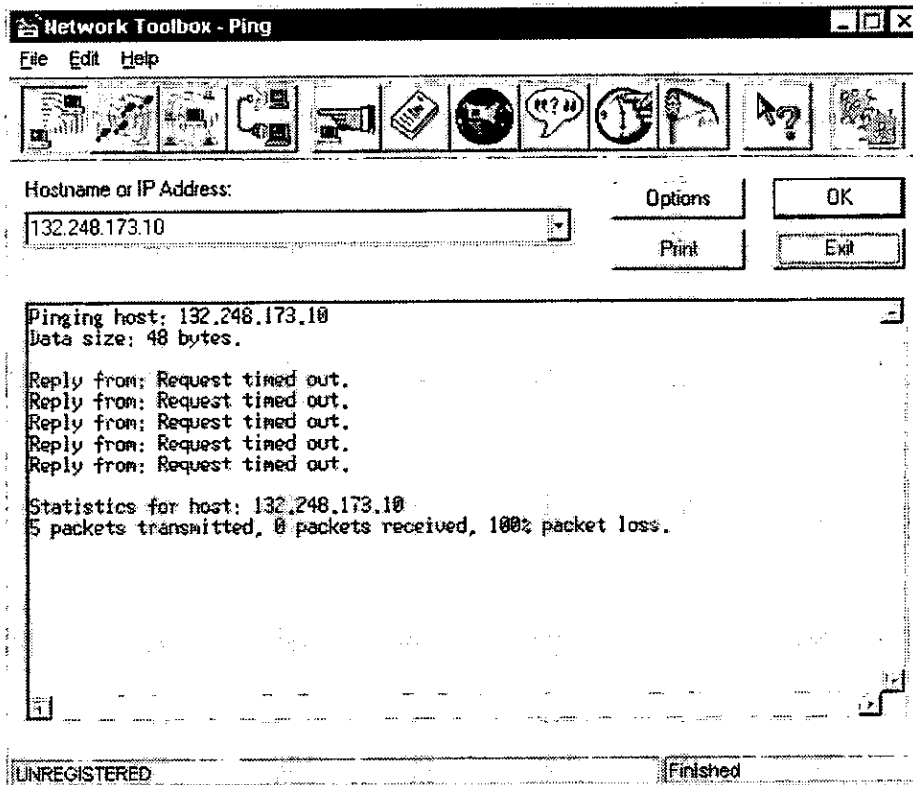 Network Toolbox - Ping
File Edit Help
Hostname or IP Address:
132.248.173.10
Options
OK
Print
Exit
Pinging host: 132.248.173.10
Data size: 48 bytes.
Reply from: Request timed out.
Reply from: Request timed out.
Reply from: Request timed out.
Reply from: Request timed out.
Reply from: Request timed out.
Statistics for host: 132.248.173.10
5 packets transmitted, 0 packets received, 100% packet loss.
UNREGISTERED
Finished